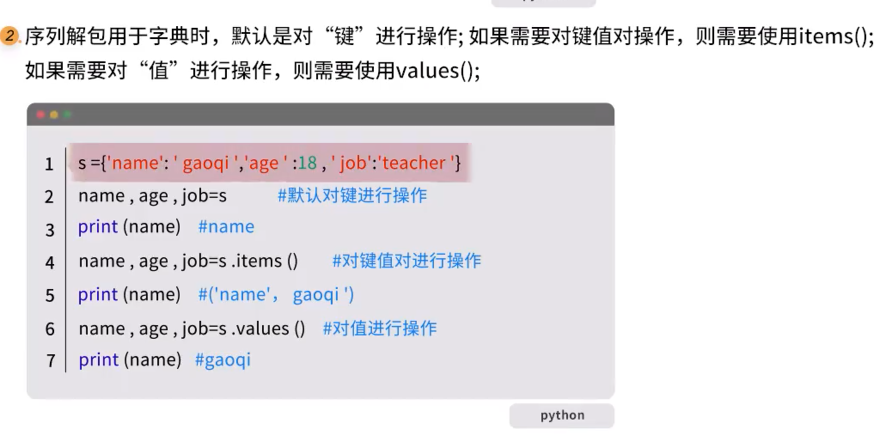 2 序列解包用于字典时，默认是对“键”进行操作; 如果需要对键值对操作，则需要使用items();
如果需要对“值”进行操作，则需要使用values();
1 s ={'name': ' gaoqi ','age ' :18 , ' job':'teacher '}
2 name , age , job=s #默认对键进行操作
3 print (name) #name
4 name , age , job=s .items () #对键值对进行操作
5 print (name) #('name'， gaoqi ')
6 name , age , job=s .values () #对值进行操作
7 print (name) #gaoqi
python